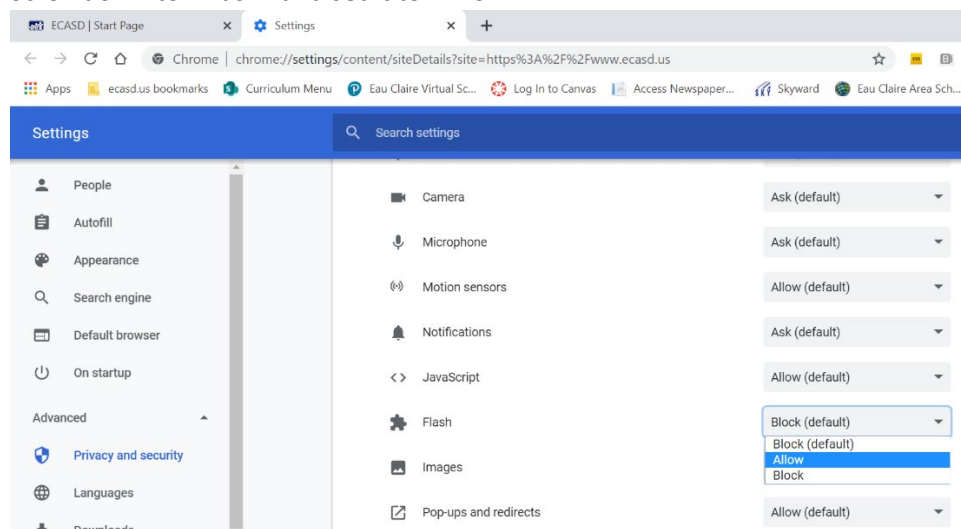 ECASD | Start Page
Settings
Chrome | chrome://settings/content/siteDetails?site=https%3A%2F%2Fwww.ecasd.us
Apps ecasd.us bookmarks Curriculum Menu Eau Claire Virtual Sc... Log In to Canvas Access Newspaper... Skyward Eau Claire Area Sch...
Settings
Search settings
People
Autofill
Appearance
Search engine
Default browser
On startup
Advanced
Privacy and security
Languages
Downloads
Camera Ask (default)
Microphone Ask (default)
Motion sensors Allow (default)
Notifications Ask (default)
JavaScript Allow (default)
Flash Block (default)
Block (default)
Allow
Block
Images
Pop-ups and redirects Allow (default)